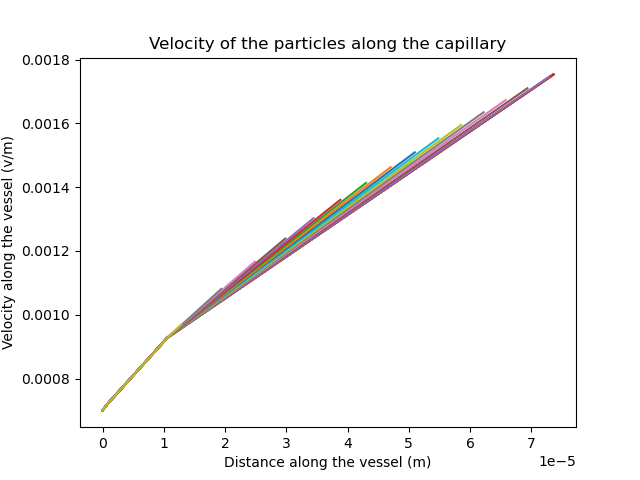 Velocity of the particles along the capillary
0.0018
0.0016
0.0014
0.0012
0.0010
0.0008
Velocity along the vessel (v/m)
0 1 2 3 4 5 6 7
1e−5
Distance along the vessel (m)